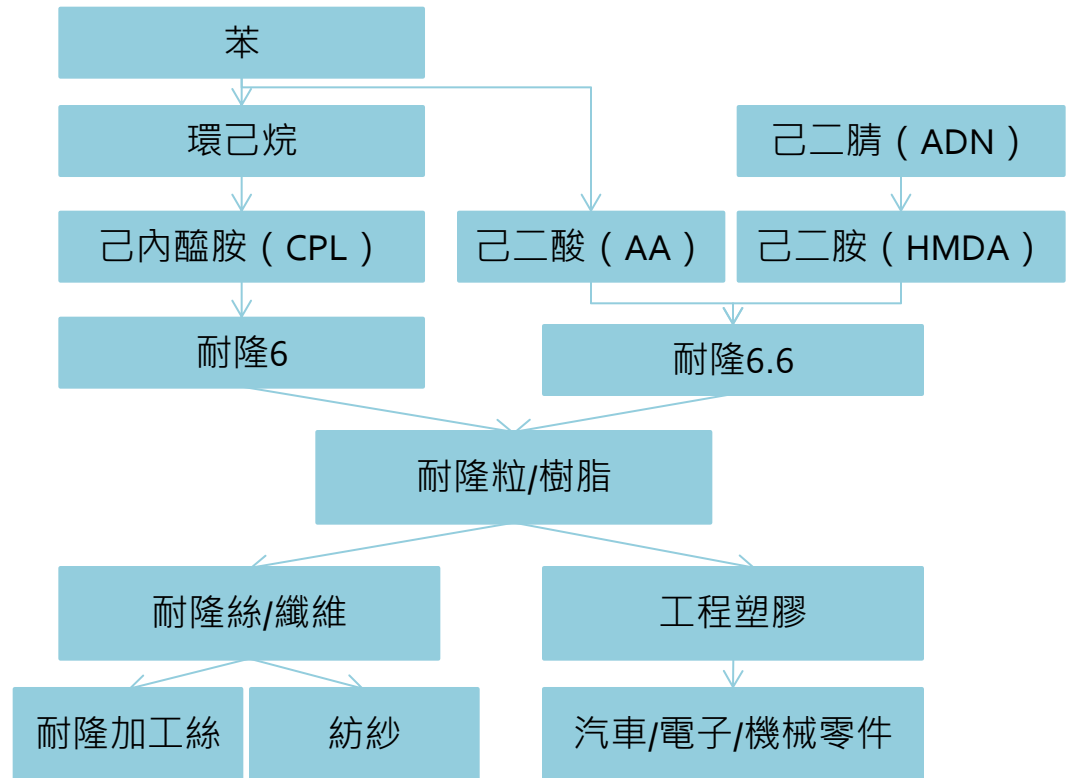 苯
環己烷
己二腈（ADN）
己內醯胺（CPL）
己二酸（AA）
己二胺（HMDA）
耐隆6
耐隆6.6
耐隆粒/樹脂
耐隆絲/纖維
工程塑膠
耐隆加工絲
紡紗
汽車/電子/機械零件